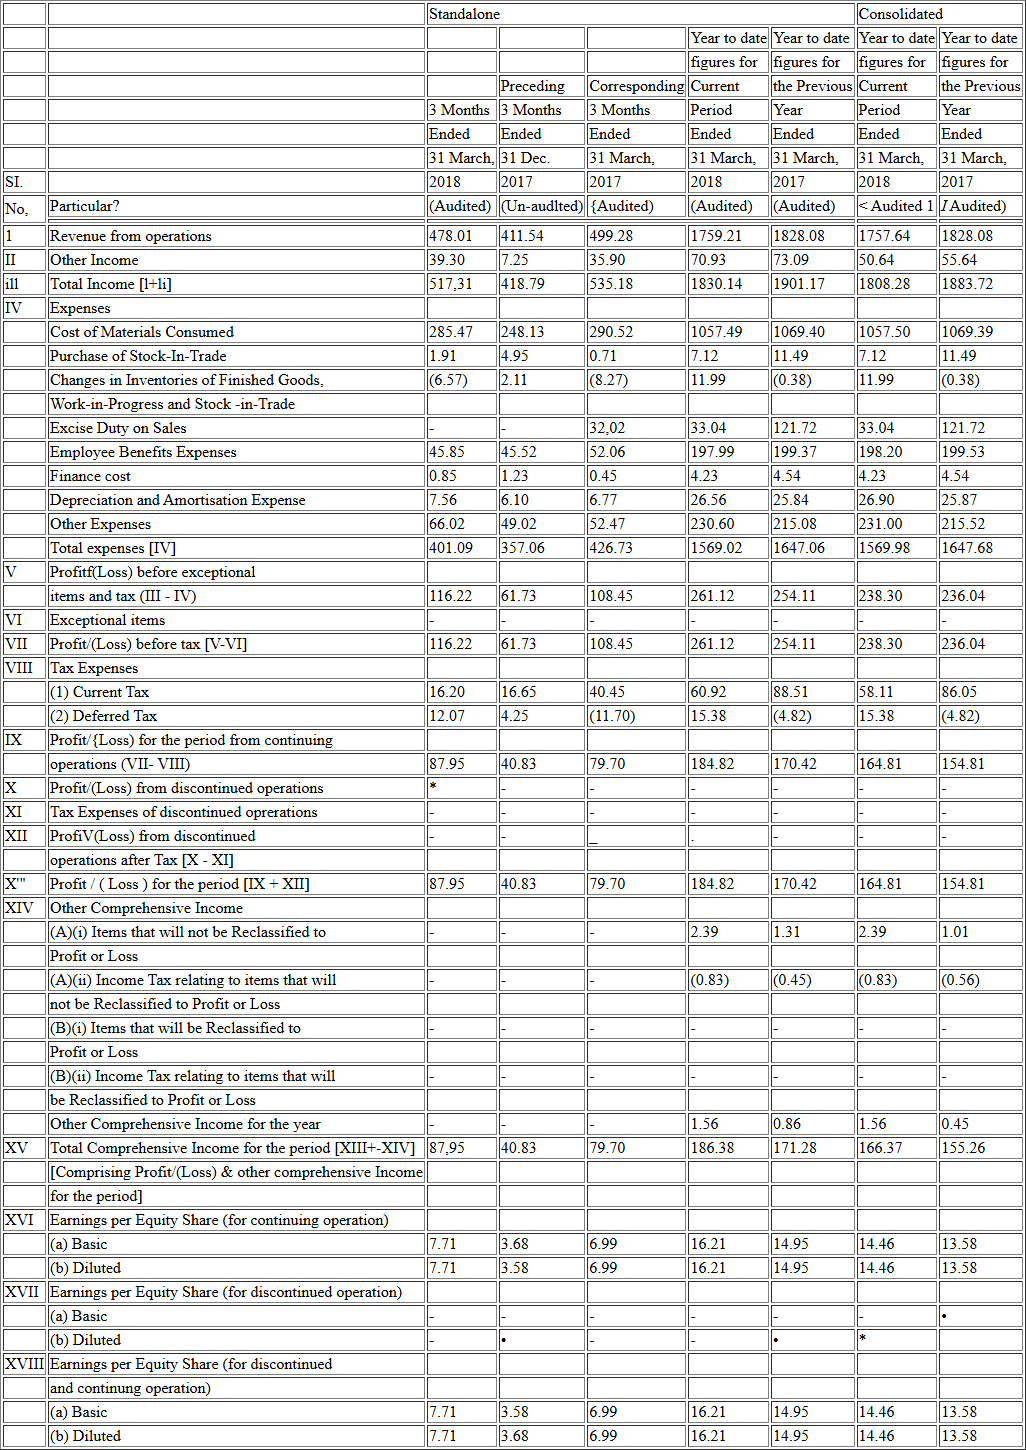 Standalone Consolidated
Year to date Year to date Year to date Year to date
figures for figures for figures for figures for
Preceding Corresponding Current the Previous Current the Previous
3 Months 3 Months 3 Months Period Year Period Year
Ended Ended Ended Ended Ended Ended Ended
31 March, 31 Dec. 31 March, 31 March, 31 March, 31 March, 31 March,
SI. 2018 2017 2017 2018 2017 2018 2017
No, Particular? (Audited) (Un-audlted) {Audited) (Audited) (Audited) < Audited 1 I Audited)
1 Revenue from operations 478.01 411.54 499.28 1759.21 1828.08 1757.64 1828.08
II Other Income 39.30 7.25 35.90 70.93 73.09 50.64 55.64
ill Total Income [l+li] 517,31 418.79 535.18 1830.14 1901.17 1808.28 1883.72
IV Expenses
Cost of Materials Consumed 285.47 248.13 290.52 1057.49 1069.40 1057.50 1069.39
Purchase of Stock-In-Trade 1.91 4.95 0.71 7.12 11.49 7.12 11.49
Changes in Inventories of Finished Goods, (6.57) 2.11 (8.27) 11.99 (0.38) 11.99 (0.38)
Work-in-Progress and Stock -in-Trade
Excise Duty on Sales - - 32,02 33.04 121.72 33.04 121.72
Employee Benefits Expenses 45.85 45.52 52.06 197.99 199.37 198.20 199.53
Finance cost 0.85 1.23 0.45 4.23 4.54 4.23 4.54
Depreciation and Amortisation Expense 7.56 6.10 6.77 26.56 25.84 26.90 25.87
Other Expenses 66.02 49.02 52.47 230.60 215.08 231.00 215.52
Total expenses [IV] 401.09 357.06 426.73 1569.02 1647.06 1569.98 1647.68
V Profitf(Loss) before exceptional
items and tax (III - IV) 116.22 61.73 108.45 261.12 254.11 238.30 236.04
VI Exceptional items - - - - - - -
VII Profit/(Loss) before tax [V-VI] 116.22 61.73 108.45 261.12 254.11 238.30 236.04
VIII Tax Expenses
(1) Current Tax 16.20 16.65 40.45 60.92 88.51 58.11 86.05
(2) Deferred Tax 12.07 4.25 (11.70) 15.38 (4.82) 15.38 (4.82)
IX Profit/{Loss) for the period from continuing
operations (VII- VIII) 87.95 40.83 79.70 184.82 170.42 164.81 154.81
X Profit/(Loss) from discontinued operations * - - - - - -
XI Tax Expenses of discontinued oprerations - - - - - - -
XII ProfiV(Loss) from discontinued - - _ . - - -
operations after Tax [X - XI]
X'" Profit / ( Loss ) for the period [IX + XII] 87.95 40.83 79.70 184.82 170.42 164.81 154.81
XIV Other Comprehensive Income
(A)(i) Items that will not be Reclassified to - - - 2.39 1.31 2.39 1.01
Profit or Loss
(A)(ii) Income Tax relating to items that will - - - (0.83) (0.45) (0.83) (0.56)
not be Reclassified to Profit or Loss
(B)(i) Items that will be Reclassified to - - - - - - -
Profit or Loss
(B)(ii) Income Tax relating to items that will - - - - - - -
be Reclassified to Profit or Loss
Other Comprehensive Income for the year - - - 1.56 0.86 1.56 0.45
XV Total Comprehensive Income for the period [XIII+-XIV] 87,95 40.83 79.70 186.38 171.28 166.37 155.26
[Comprising Profit/(Loss) & other comprehensive Income
for the period]
XVI Earnings per Equity Share (for continuing operation)
(a) Basic 7.71 3.68 6.99 16.21 14.95 14.46 13.58
(b) Diluted 7.71 3.58 6.99 16.21 14.95 14.46 13.58
XVII Earnings per Equity Share (for discontinued operation)
(a) Basic - - - - - - •
(b) Diluted - • - - • *
XVIII Earnings per Equity Share (for discontinued
and continung operation)
(a) Basic 7.71 3.58 6.99 16.21 14.95 14.46 13.58
(b) Diluted 7.71 3.68 6.99 16.21 14.95 14.46 13.58